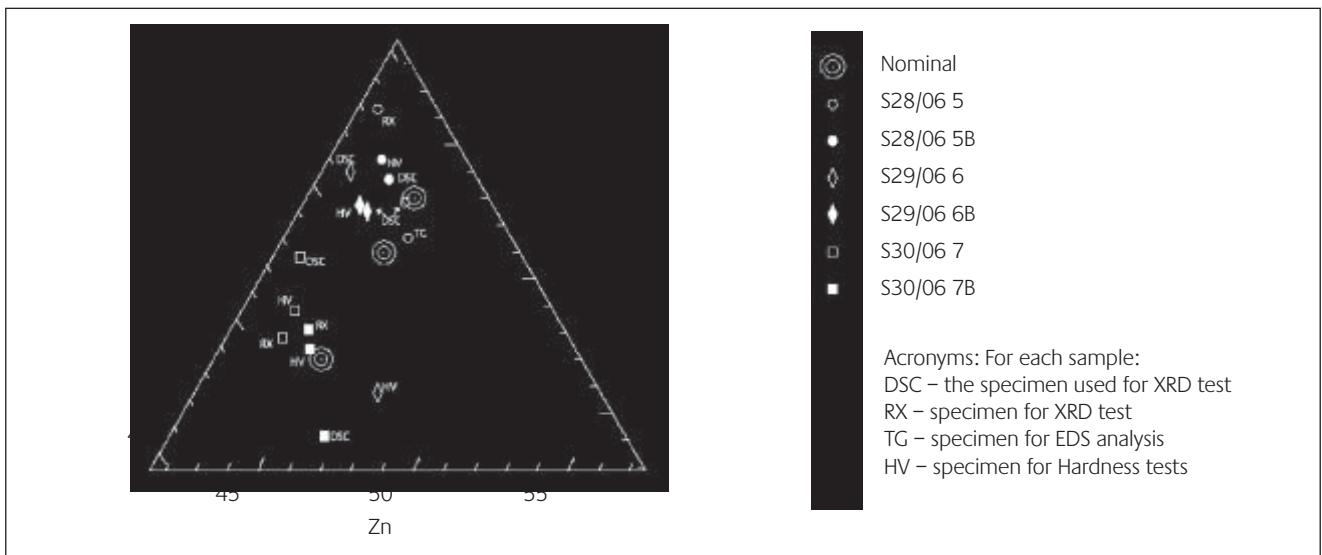 RX
DSC
HV
DSC
HV
DSC
TG
DSC
HV
RX
RX
HV
HV
DSC
45 50 55
Zn
Nominal
S28/06 5
S28/06 5B
S29/06 6
S29/06 6B
S30/06 7
S30/06 7B
Acronyms: For each sample:
DSC – the specimen used for XRD test
RX – specimen for XRD test
TG – specimen for EDS analysis
HV – specimen for Hardness tests